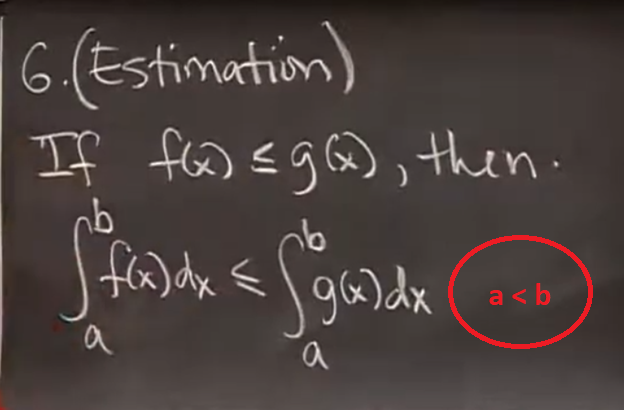 6. (Estimation)
If f(x) ≤ g(x), then.
∫_a^b f(x)dx ≤ ∫_a^b g(x)dx a < b